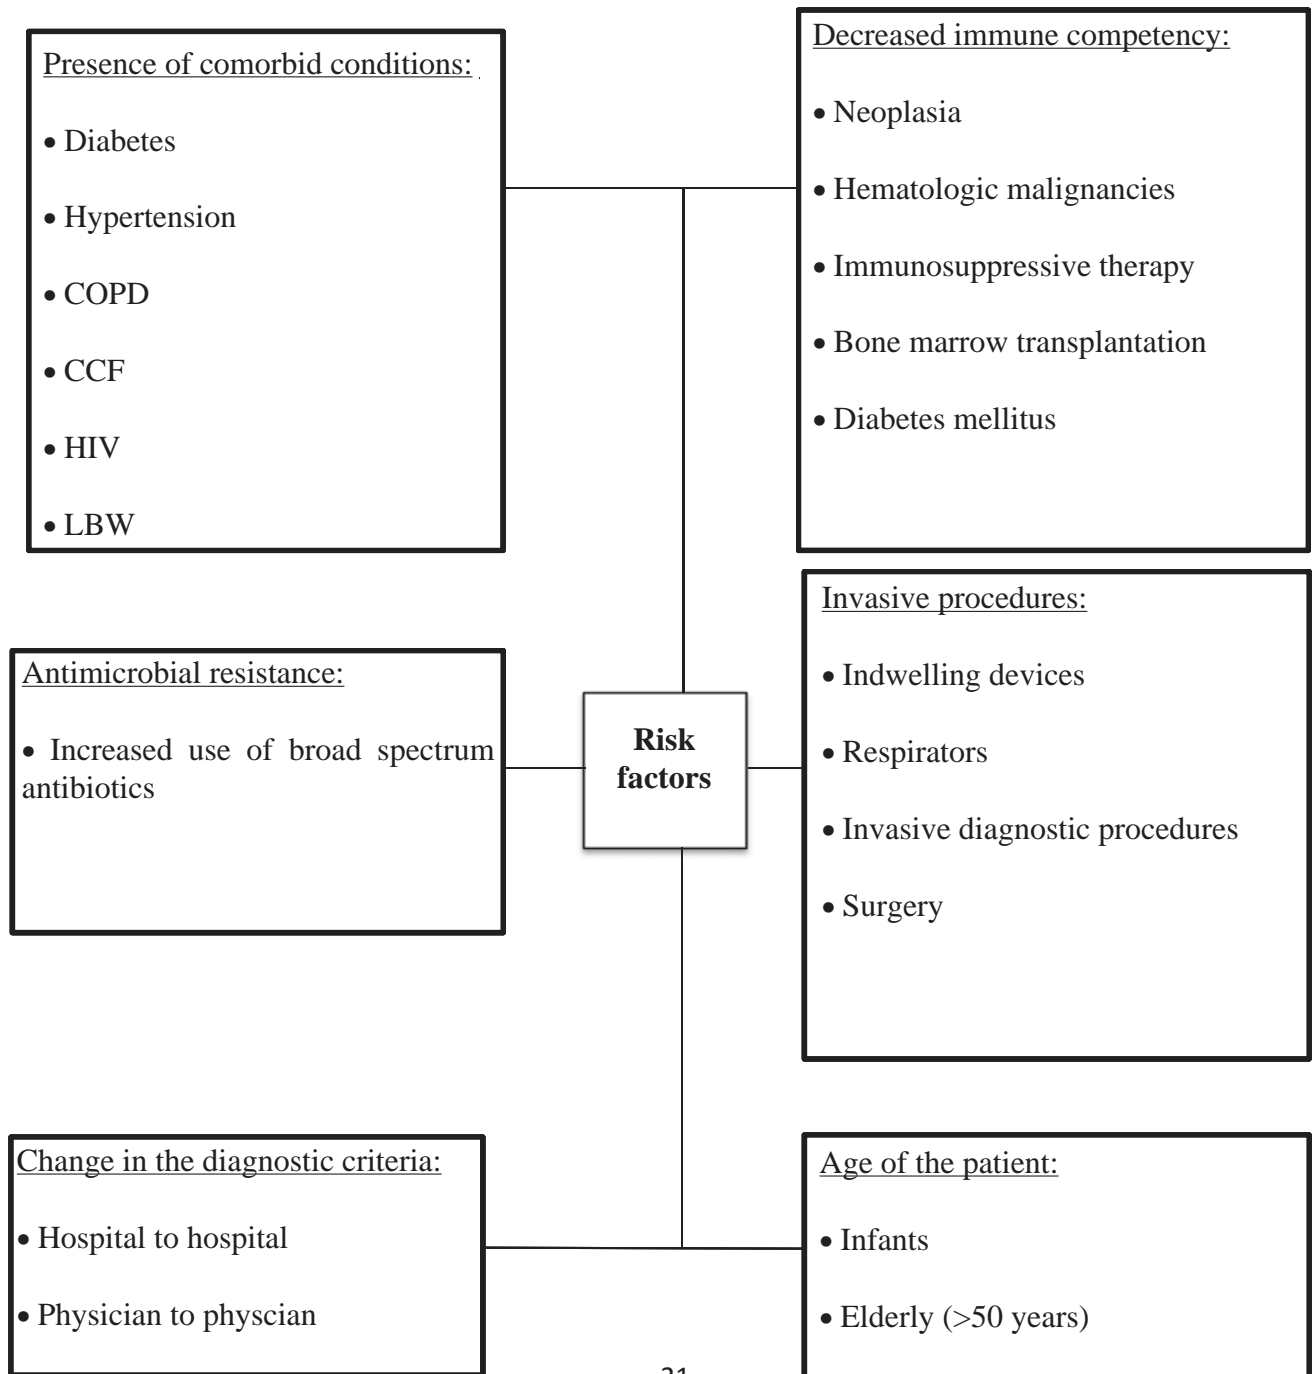 Presence of comorbid conditions:
• Diabetes
• Hypertension
• COPD
• CCF
• HIV
• LBW
Decreased immune competency:
• Neoplasia
• Hematologic malignancies
• Immunosuppressive therapy
• Bone marrow transplantation
• Diabetes mellitus
Antimicrobial resistance:
• Increased use of broad spectrum
antibiotics
Risk
factors
Invasive procedures:
• Indwelling devices
• Respirators
• Invasive diagnostic procedures
• Surgery
Change in the diagnostic criteria:
• Hospital to hospital
• Physician to physcian
Age of the patient:
• Infants
• Elderly (>50 years)